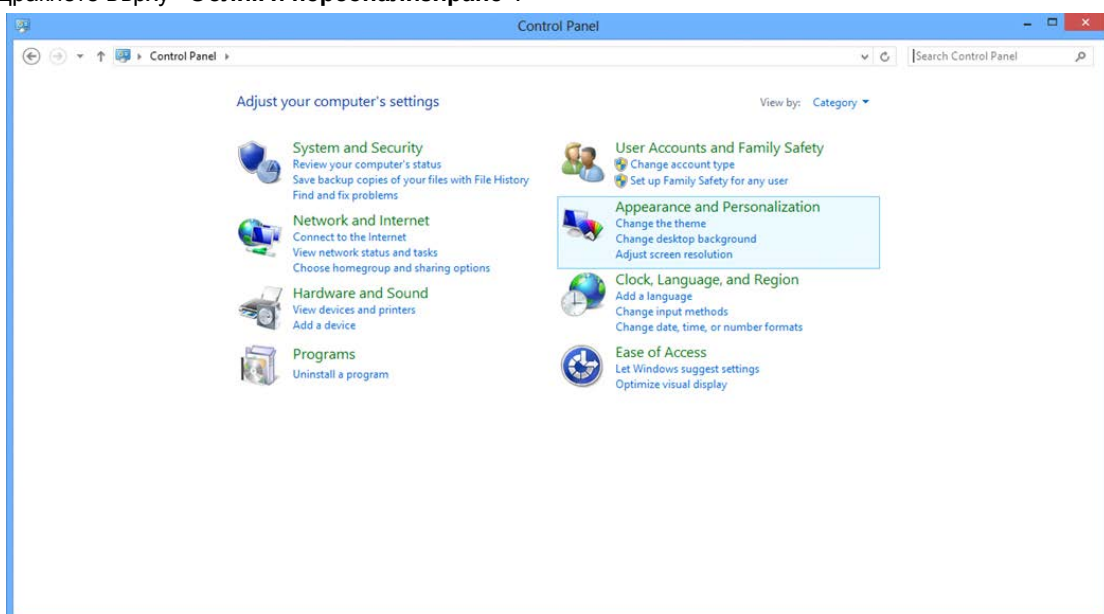 върху "Облик и персонализиране".
Control Panel
Control Panel
Search Control Panel
Adjust your computer's settings
View by: Category
System and Security
Review your computer's status
Save backup copies of your files with File History
Find and fix problems
Network and Internet
Connect to the Internet
View network status and tasks
Choose homegroup and sharing options
Hardware and Sound
View devices and printers
Add a device
Programs
Uninstall a program
User Accounts and Family Safety
Change account type
Set up Family Safety for any user
Appearance and Personalization
Change the theme
Change desktop background
Adjust screen resolution
Clock, Language, and Region
Add a language
Change input methods
Change date, time, or number formats
Ease of Access
Let Windows suggest settings
Optimize visual display